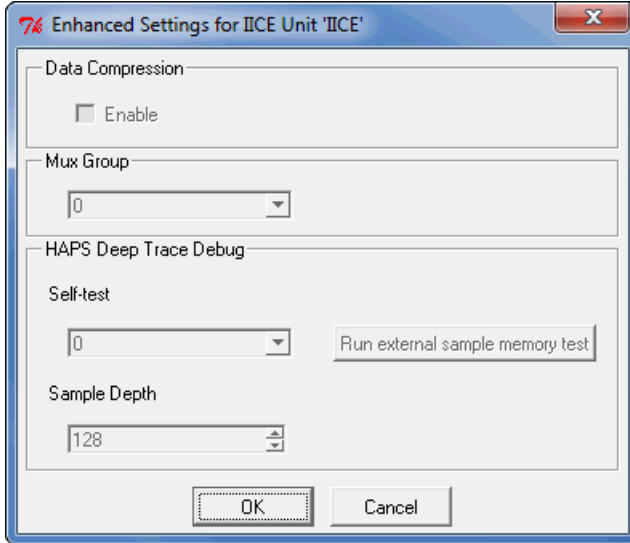 Enhanced Settings for IICE Unit 'IICE'
x
Data Compression
Enable
Mux Group
0
HAPS Deep Trace Debug
Self-test
0
Run external sample memory test
Sample Depth
128
OK
Cancel